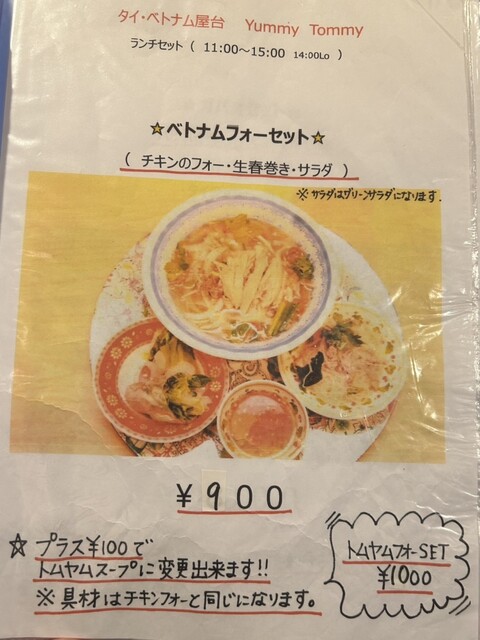 タイ・ベトナム屋台 Yummy Tommy
ランチセット ( 11:00～15:00 14:00Lo )
☆ベトナムフォーセット☆
( チキンのフォー・生春巻き・サラダ )
※サラダはグリーンサラダになります.
￥900
☆ プラス¥100で
トムヤムスープに変更出来ます!!
※具材はチキンフォーと同じになります。
トムヤムフォーSET
¥1000